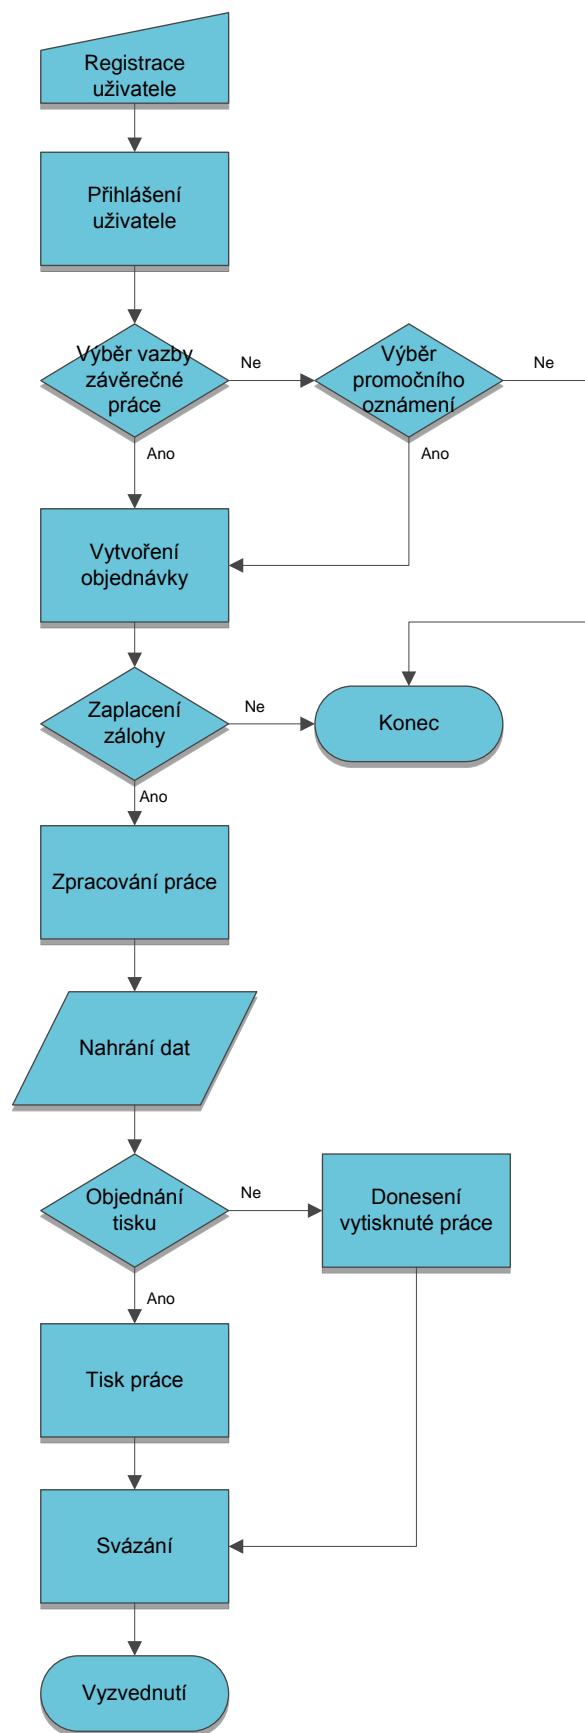 Registrace
uživatele
Přihlášení
uživatele
Výběr vazby
závěrečné
práce
Ne
Výběr
promočního
oznámení
Ne
Ano
Ano
Vytvoření
objednávky
Zaplacení
zálohy
Ne
Konec
Ano
Zpracování práce
Nahrání dat
Objednání
tisku
Ne
Donesení
vytisknuté práce
Ano
Tisk práce
Svázání
Vyzvednutí